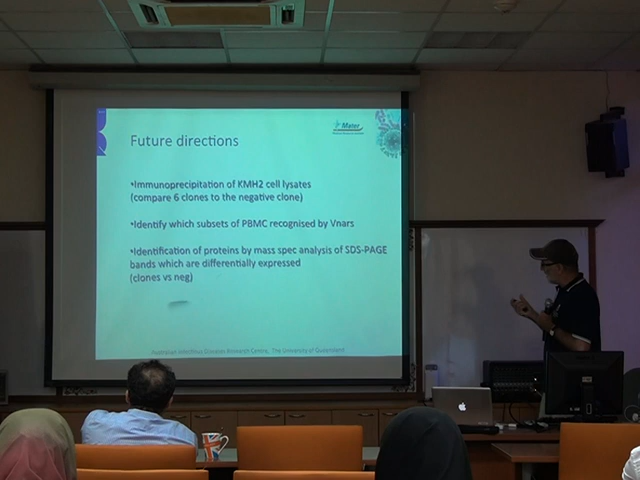 Mater
Future directions
•Immunoprecipitation of KMH2 cell lysates
(compare 6 clones to the negative clone)
•Identify which subsets of PBMC recognised by Vnars
•Identification of proteins by mass spec analysis of SDS-PAGE
bands which are differentially expressed
(clones vs neg)
Australian Infectious Diseases Research Centre, The University of Queensland